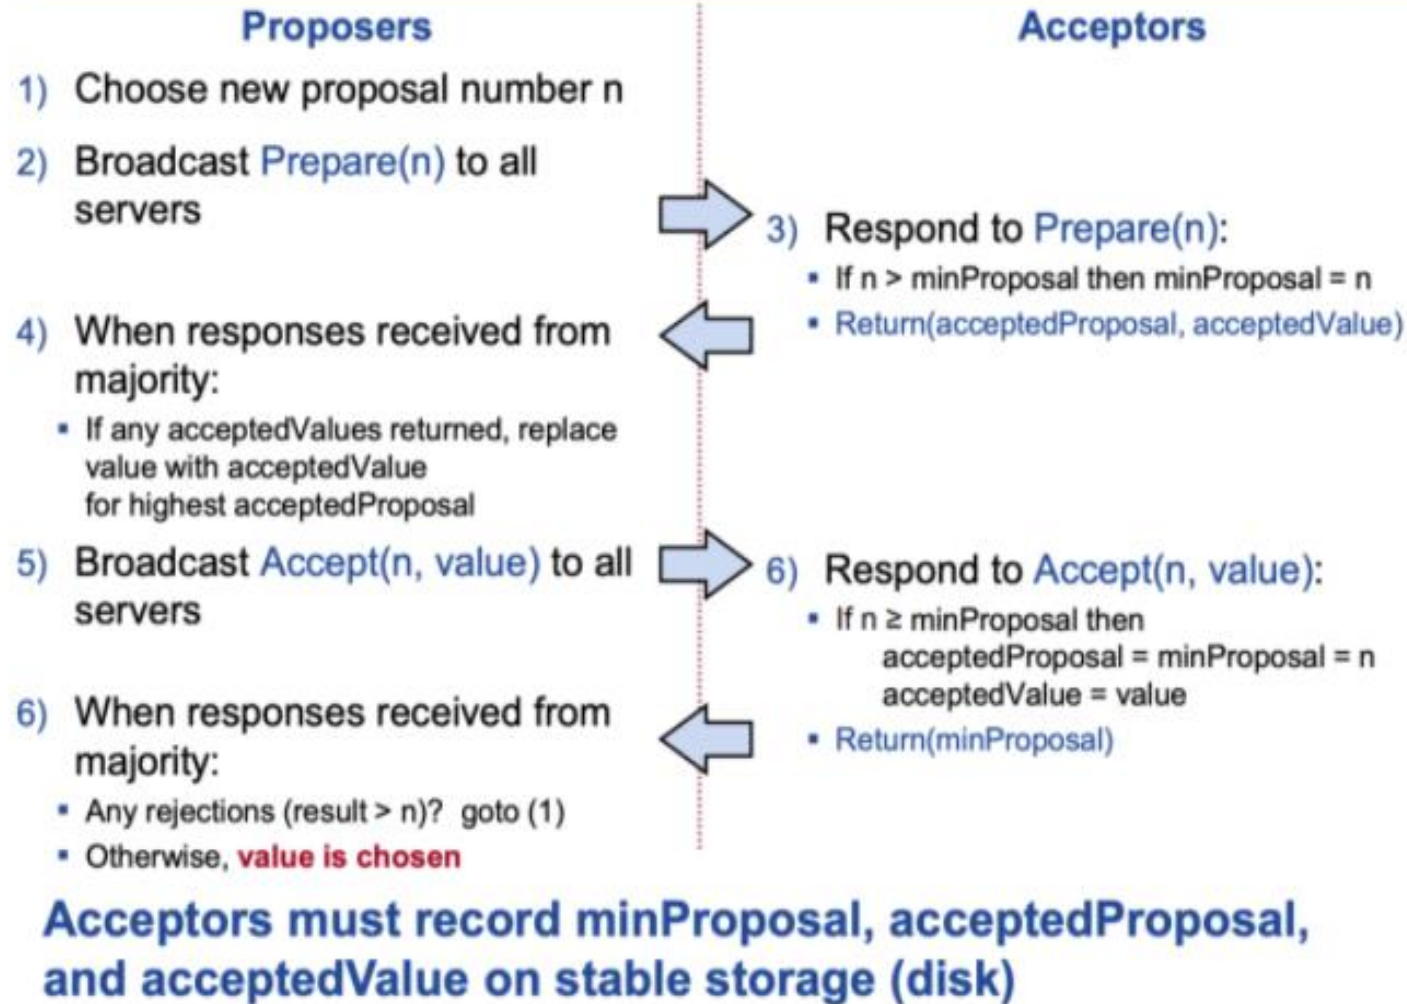 Proposers
Acceptors
1) Choose new proposal number n
2) Broadcast Prepare(n) to all
servers
3) Respond to Prepare(n):
▪ If n > minProposal then minProposal = n
▪ Return(acceptedProposal, acceptedValue)
4) When responses received from
majority:
▪ If any acceptedValues returned, replace
value with acceptedValue
for highest acceptedProposal
5) Broadcast Accept(n, value) to all
servers
6) Respond to Accept(n, value):
▪ If n ≥ minProposal then
acceptedProposal = minProposal = n
acceptedValue = value
▪ Return(minProposal)
6) When responses received from
majority:
▪ Any rejections (result > n)? goto (1)
▪ Otherwise, value is chosen
Acceptors must record minProposal, acceptedProposal,
and acceptedValue on stable storage (disk)